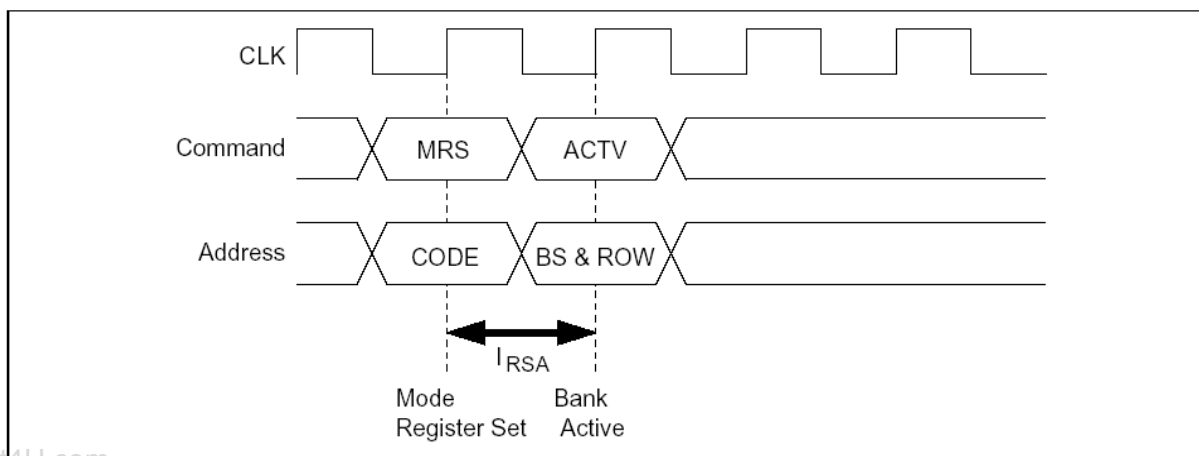 CLK
Command
MRS
ACTV
Address
CODE
BS & ROW
I RSA
Mode
Register Set
Bank
Active